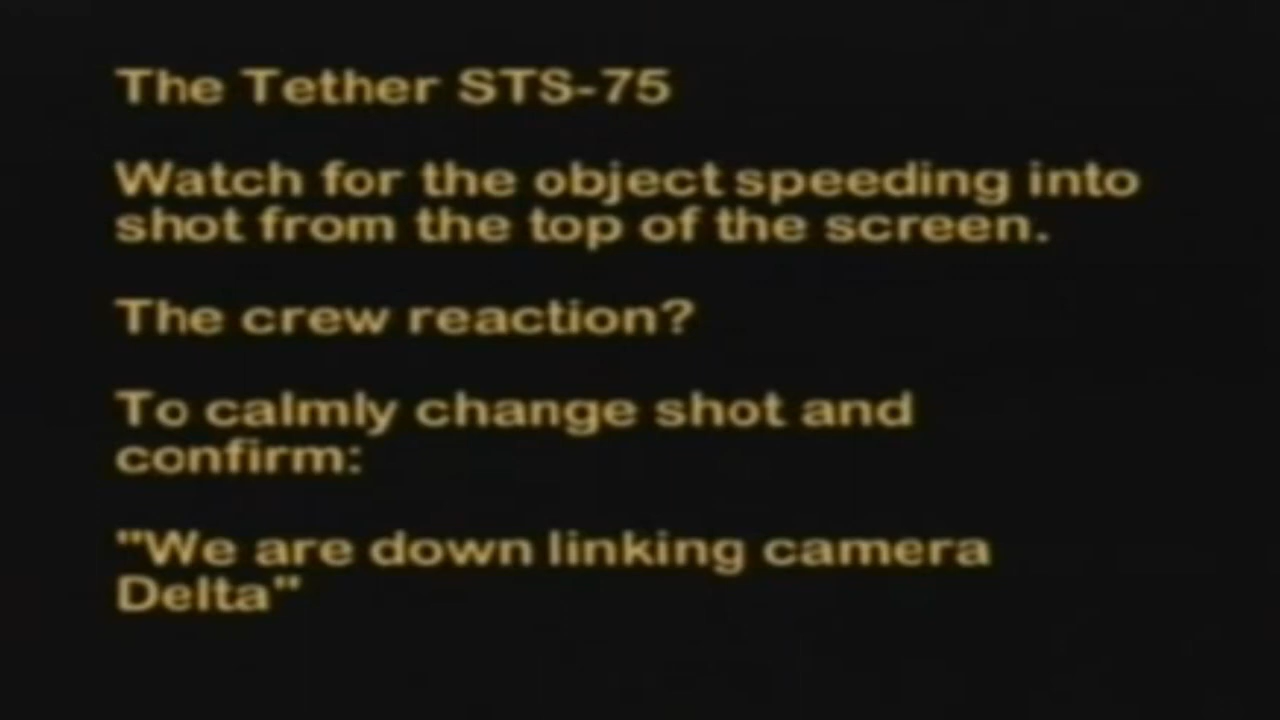 The Tether STS-75
Watch for the object speeding into
shot from the top of the screen.
The crew reaction?
To calmly change shot and
confirm:
"We are down linking camera
Delta"